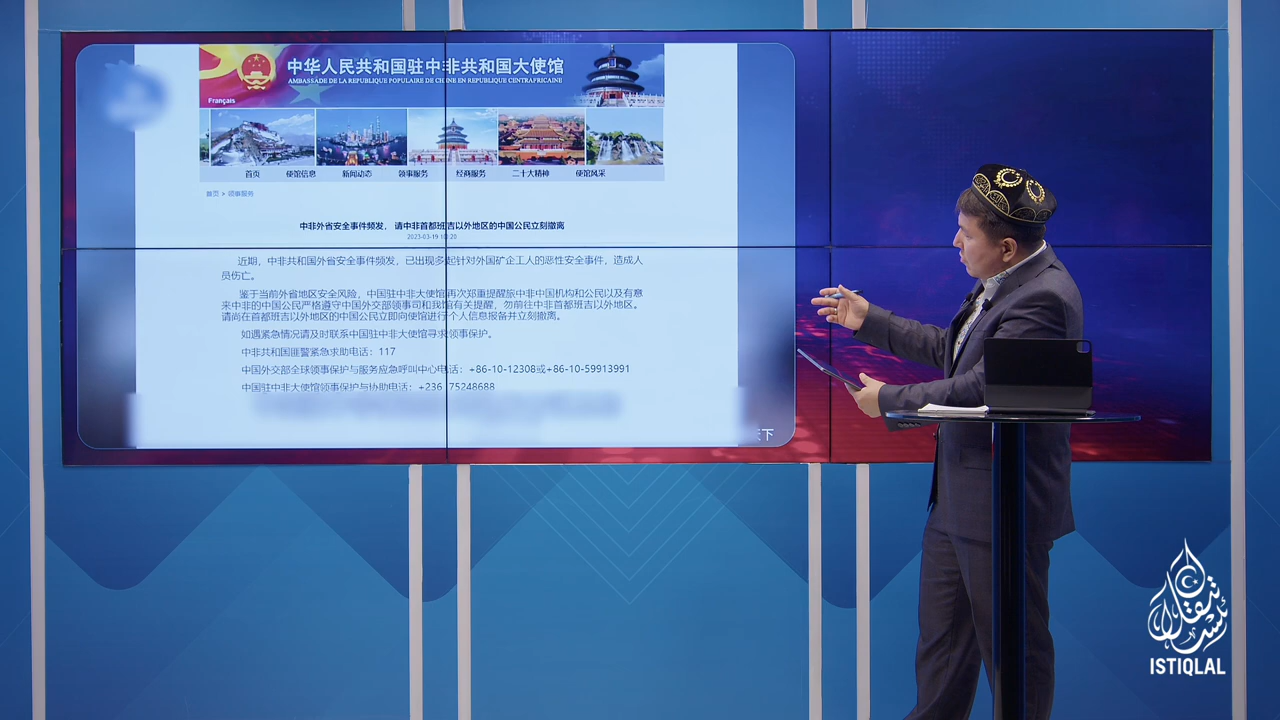 中华人民共和国驻中非共和国大使馆
AMBASSADE DE LA REPUBLIQUE POPULAIRE DE CHINE EN REPUBLIQUE CENTRAFRICAINE
Français
首页 使馆信息 新闻动态 领事服务 经商服务 二十大精神 使馆风采
首页 > 领事服务
中非外省安全事件频发，请中非首都班吉以外地区的中国公民立刻撤离
2023-03-19 18:20
近期，中非共和国外省安全事件频发，已出现多起针对外国矿企工人的恶性安全事件，造成人
员伤亡。
鉴于当前外省地区安全风险，中国驻中非大使馆再次郑重提醒旅中非中国机构和公民以及有意
来中非的中国公民严格遵守中国外交部领事司和我馆有关提醒，勿前往中非首都班吉以外地区。
请尚在首都班吉以外地区的中国公民立即向使馆进行个人信息报备并立刻撤离。
如遇紧急情况请及时联系中国驻中非大使馆寻求领事保护。
中非共和国匪警紧急求助电话：117
中国外交部全球领事保护与服务应急呼叫中心电话：+86-10-12308或+86-10-59913991
中国驻中非大使馆领事保护与协助电话：+236 75248688
下
ئىستىقلال
ISTIQLAL